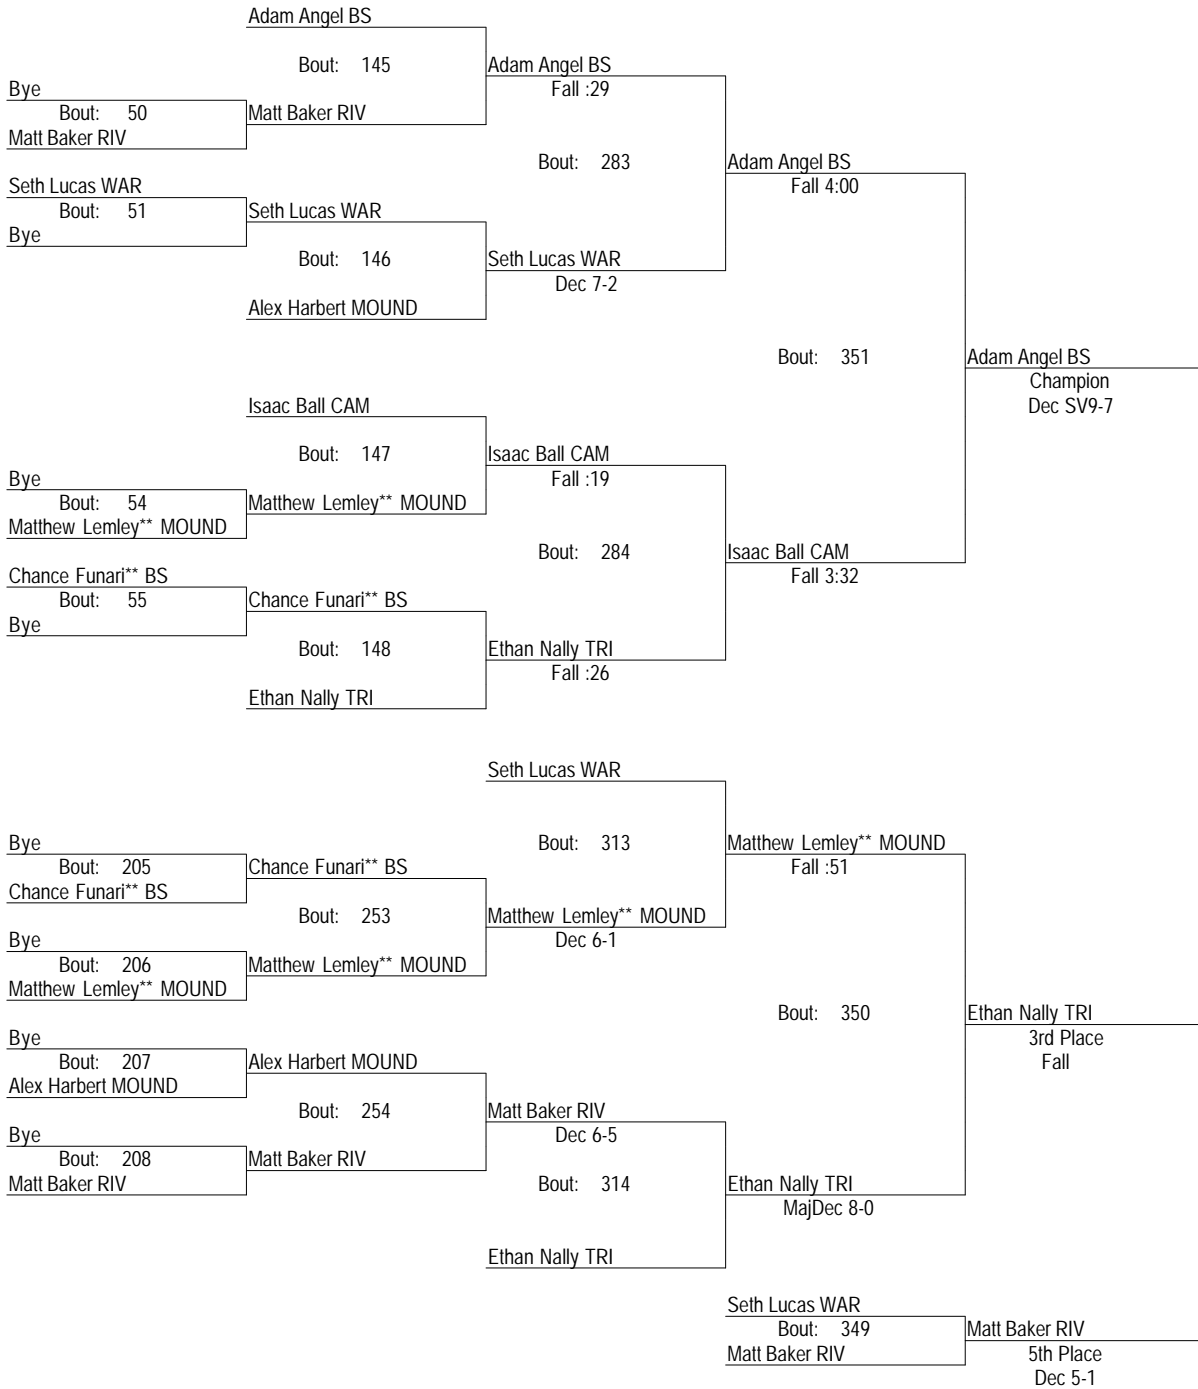 Adam Angel BS
Bout: 145
Adam Angel BS
Fall :29
Bye
Bout: 50
Matt Baker RIV
Matt Baker RIV
Bout: 283
Adam Angel BS
Fall 4:00
Seth Lucas WAR
Bout: 51
Seth Lucas WAR
Bye
Bout: 146
Seth Lucas WAR
Dec 7-2
Alex Harbert MOUND
Bout: 351
Adam Angel BS
Champion
Dec SV9-7
Isaac Ball CAM
Bout: 147
Isaac Ball CAM
Fall :19
Bye
Bout: 54
Matthew Lemley** MOUND
Matthew Lemley** MOUND
Bout: 284
Isaac Ball CAM
Fall 3:32
Chance Funari** BS
Bout: 55
Chance Funari** BS
Bye
Bout: 148
Ethan Nally TRI
Fall :26
Ethan Nally TRI
Seth Lucas WAR
Bout: 313
Matthew Lemley** MOUND
Fall :51
Bye
Bout: 205
Chance Funari** BS
Chance Funari** BS
Bout: 253
Matthew Lemley** MOUND
Dec 6-1
Bye
Bout: 206
Matthew Lemley** MOUND
Matthew Lemley** MOUND
Bout: 350
Ethan Nally TRI
3rd Place
Fall
Bye
Bout: 207
Alex Harbert MOUND
Alex Harbert MOUND
Bout: 254
Matt Baker RIV
Dec 6-5
Bye
Bout: 208
Matt Baker RIV
Matt Baker RIV
Bout: 314
Ethan Nally TRI
MajDec 8-0
Ethan Nally TRI
Seth Lucas WAR
Bout: 349
Matt Baker RIV
Matt Baker RIV
5th Place
Dec 5-1